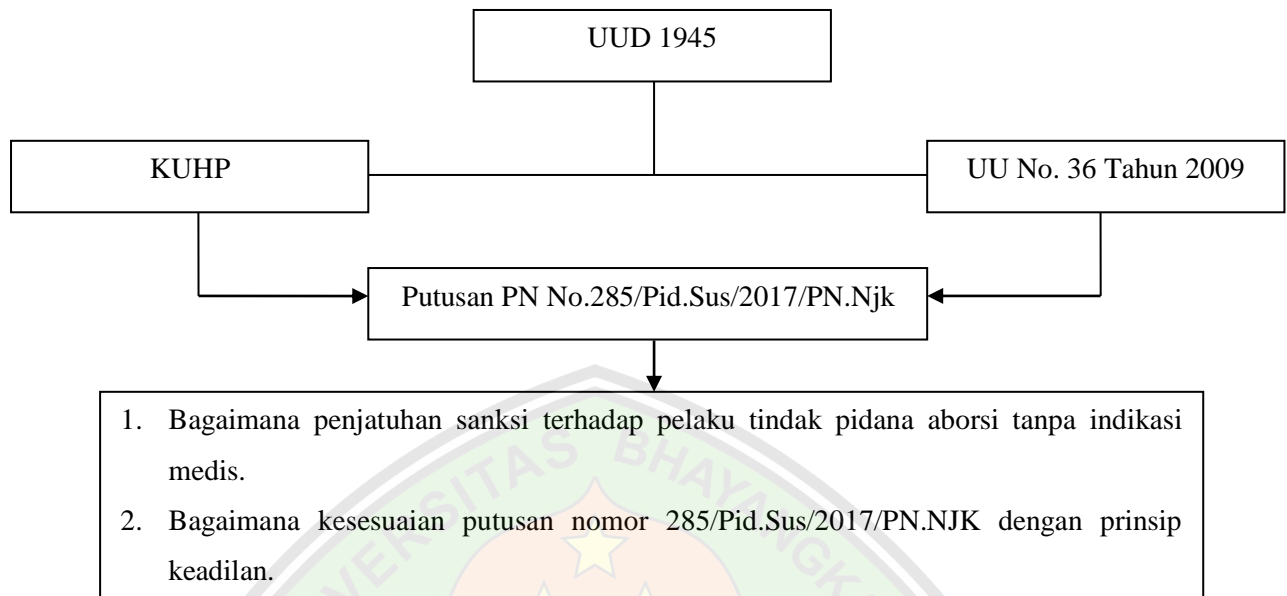 UUD 1945
KUHP
UU No. 36 Tahun 2009
Putusan PN No.285/Pid.Sus/2017/PN.Njk
1. Bagaimana penjatuhan sanksi terhadap pelaku tindak pidana aborsi tanpa indikasi
medis.
2. Bagaimana kesesuaian putusan nomor 285/Pid.Sus/2017/PN.NJK dengan prinsip
keadilan.